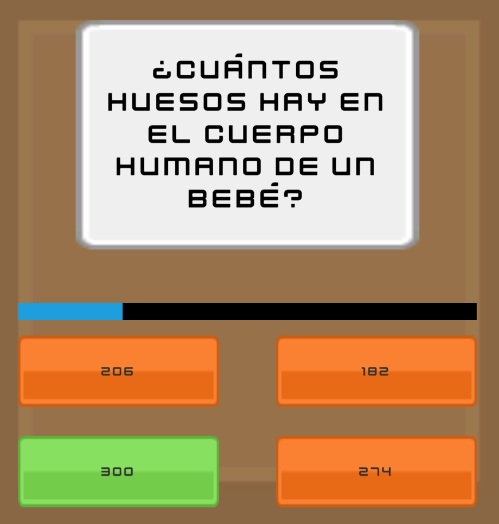 ¿CUÁNTOS
HUESOS HAY EN
EL CUERPO
HUMANO DE UN
BEBÉ?
206
182
300
274